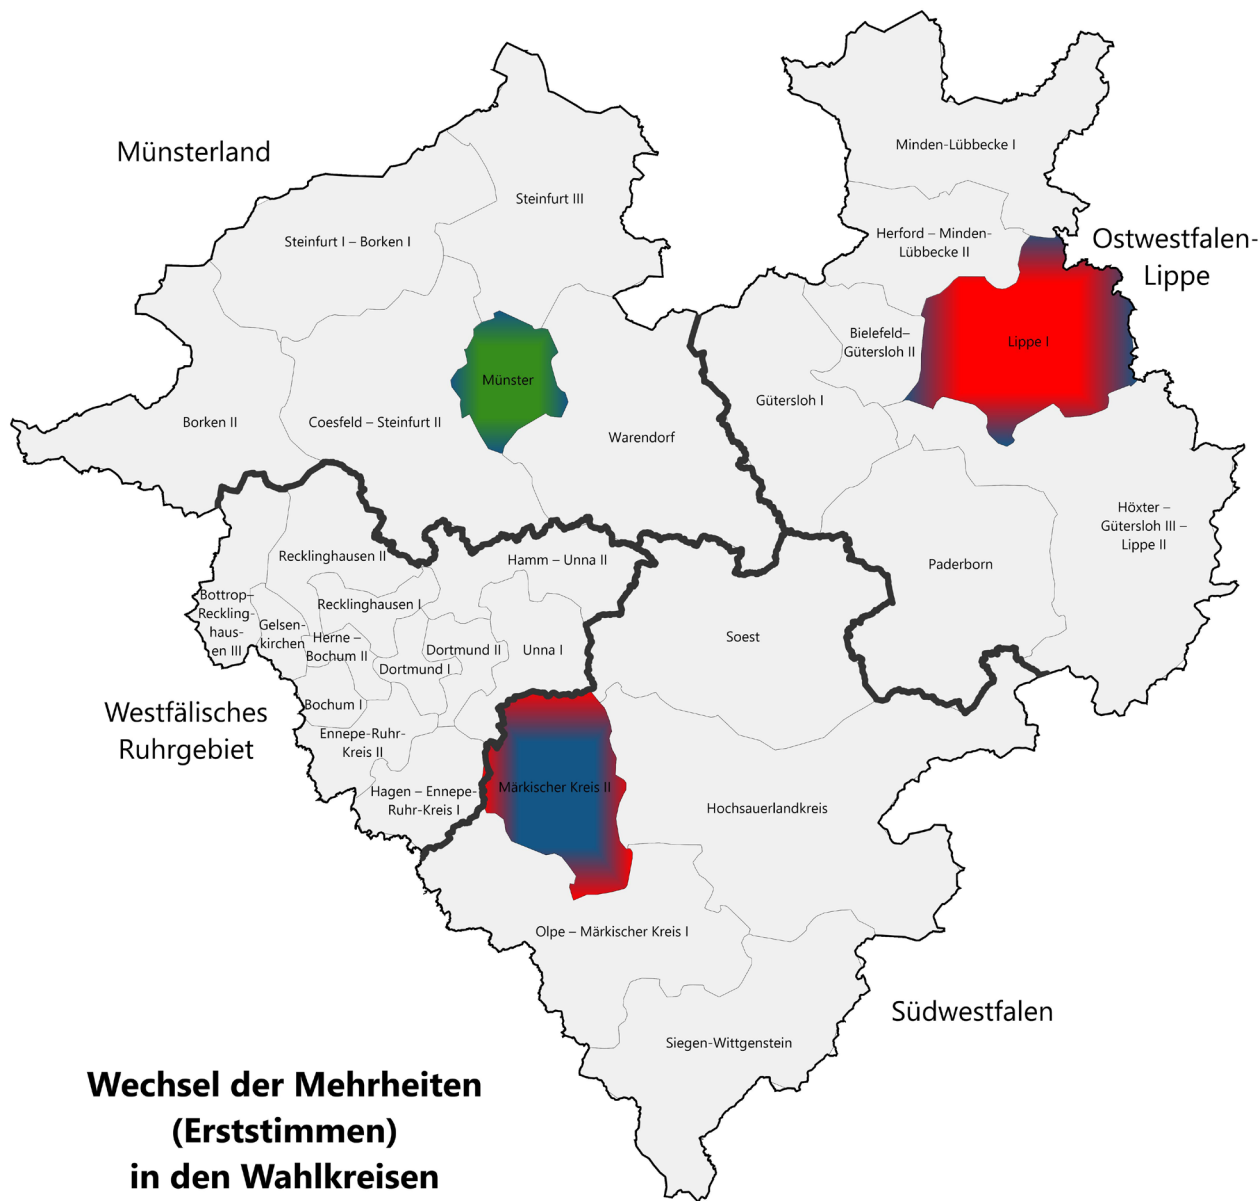 Münsterland
Minden-Lübbecke I
Steinfurt III
Steinfurt I – Borken I
Herford – Minden-
Lübbecke II
Ostwestfalen-
Lippe
Bielefeld–
Gütersloh II
Lippe I
Münster
Gütersloh I
Borken II
Coesfeld – Steinfurt II
Warendorf
Höxter –
Gütersloh III –
Lippe II
Recklinghausen II
Hamm – Unna II
Paderborn
Bottrop–
Reckling-
haus-
en III
Recklinghausen I
Gelsen-
kirchen
Herne –
Bochum II
Dortmund II
Dortmund I
Unna I
Soest
Bochum I
Westfälisches
Ruhrgebiet
Ennepe-Ruhr-
Kreis II
Hagen – Ennepe-
Ruhr-Kreis I
Märkischer Kreis II
Hochsauerlandkreis
Olpe – Märkischer Kreis I
Südwestfalen
Siegen-Wittgenstein
Wechsel der Mehrheiten
(Erststimmen)
in den Wahlkreisen